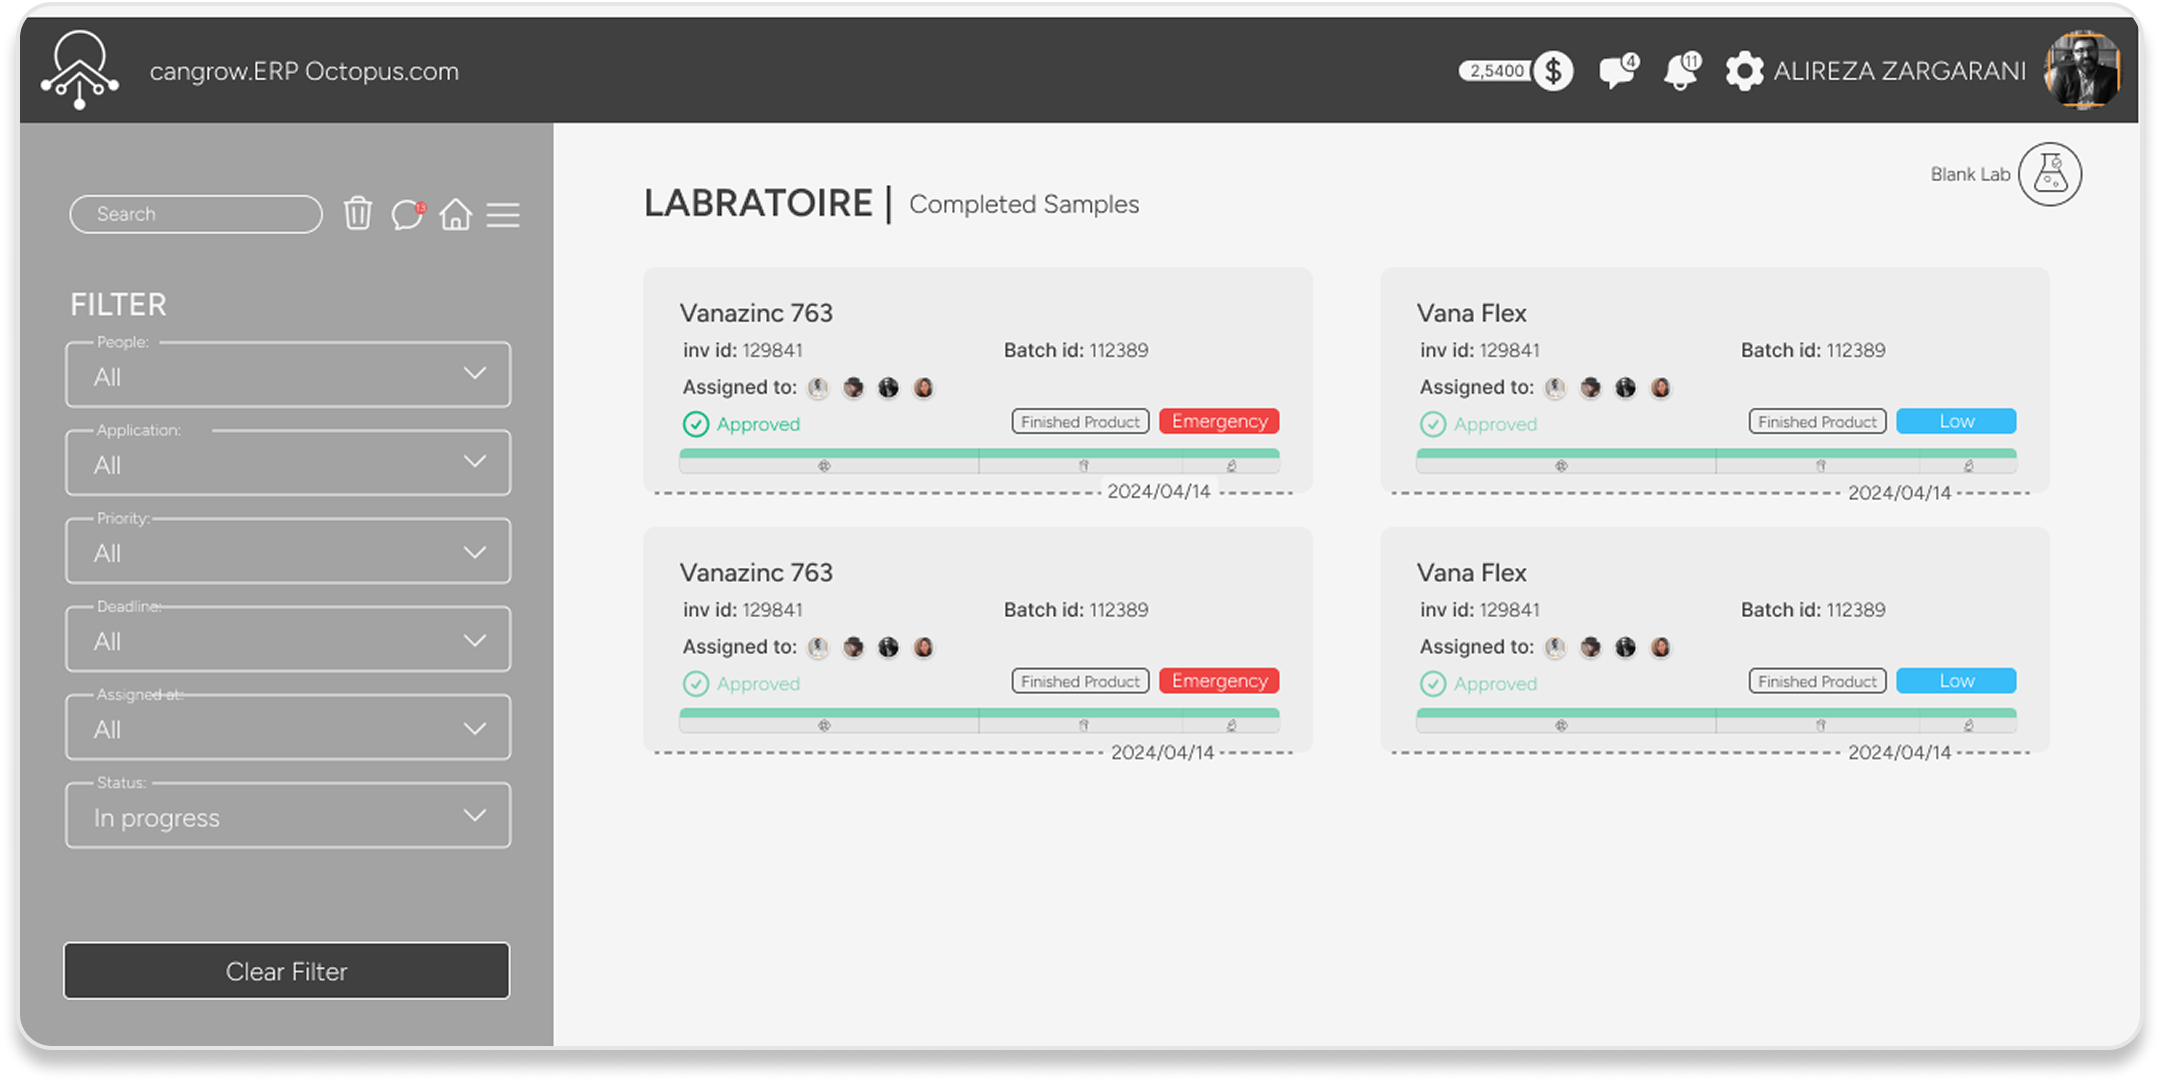 cangrow.ERP Octopus.com
2,5400 $ 4 11 ALIREZA ZARGARANI
Search 13
FILTER
People:
All
Application:
All
Priority:
All
Deadline:
All
Assigned at:
All
Status:
In progress
Clear Filter
Blank Lab
LABRATOIRE | Completed Samples
Vanazinc 763
inv id: 129841 Batch id: 112389
Assigned to:
Approved Finished Product Emergency
2024/04/14
Vana Flex
inv id: 129841 Batch id: 112389
Assigned to:
Approved Finished Product Low
2024/04/14
Vanazinc 763
inv id: 129841 Batch id: 112389
Assigned to:
Approved Finished Product Emergency
2024/04/14
Vana Flex
inv id: 129841 Batch id: 112389
Assigned to:
Approved Finished Product Low
2024/04/14